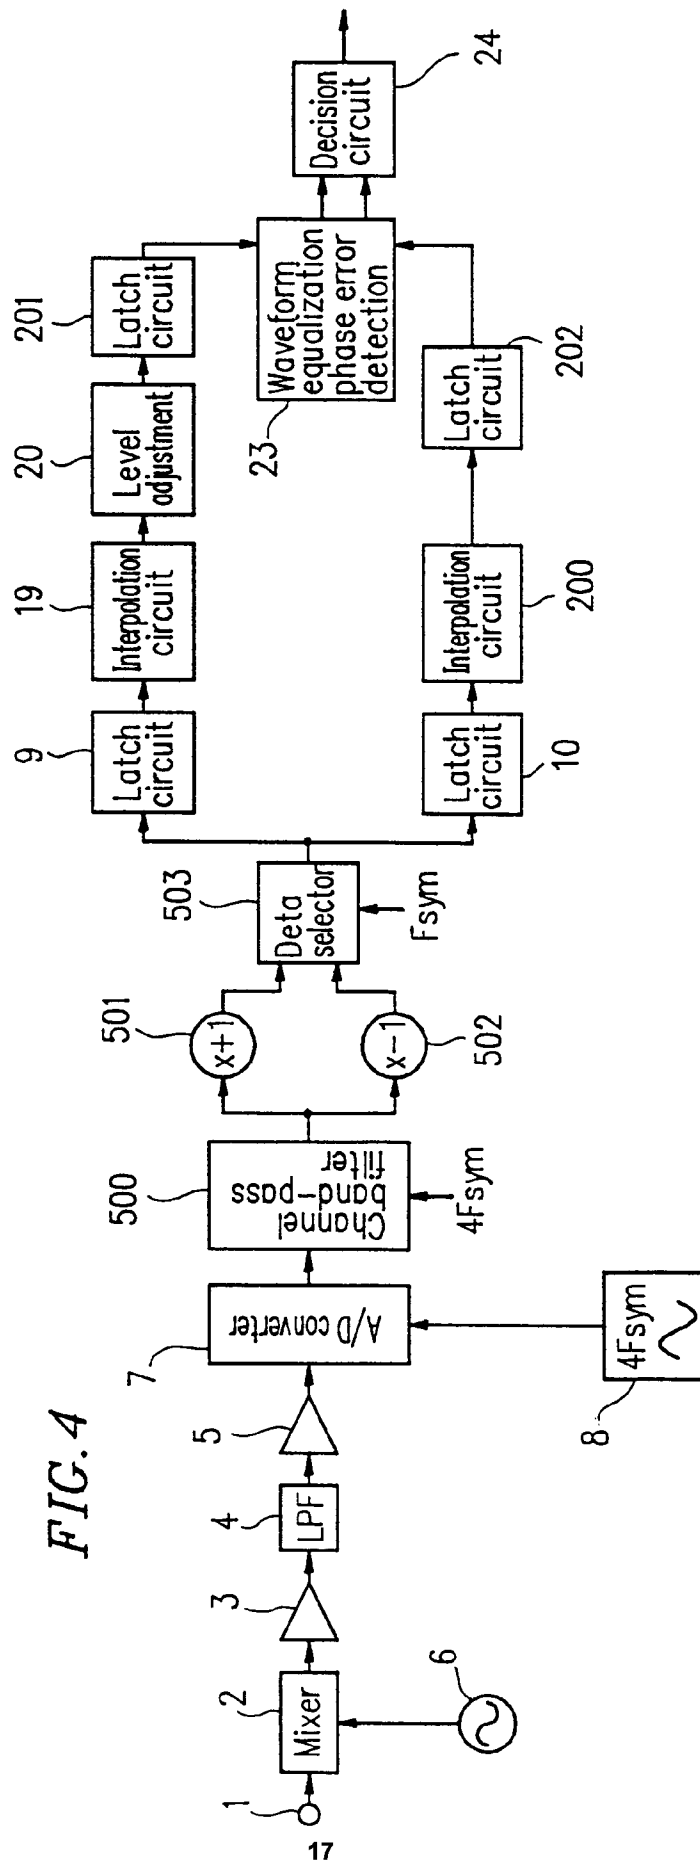 FIG. 4
1
2
Mixer
6
3
4
LPF
5
7
A/D converter
8
4Fsym
500
Channel
band-pass
filter
4Fsym
501
x+1
x-1
502
503
Deta
selector
Fsym
9
Latch
circuit
19
Interpolation
circuit
20
Level
adjustment
201
Latch
circuit
Latch
circuit
10
Interpolation
circuit
200
Latch
circuit
202
23
Waveform
equalization
phase error
detection
Decision
circuit
24
17